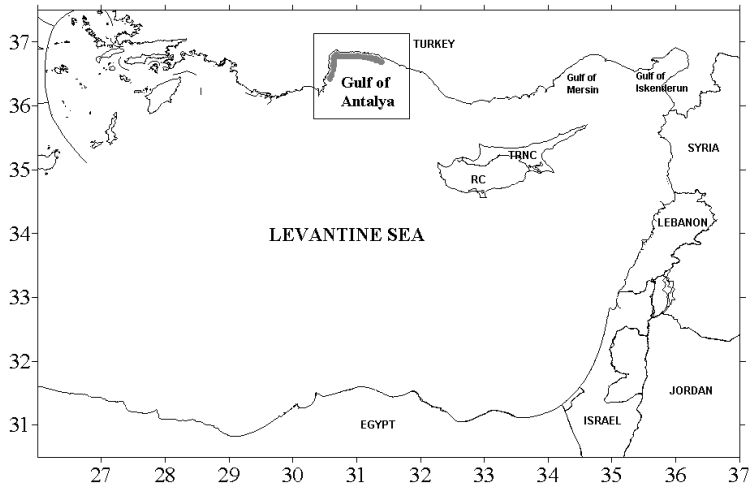 37
36
35
34
33
32
31
TURKEY
Gulf of
Antalya
Gulf of
Mersin
Gulf of
Iskenderun
SYRIA
TRNC
RC
LEBANON
LEVANTINE SEA
JORDAN
ISRAEL
EGYPT
27 28 29 30 31 32 33 34 35 36 37